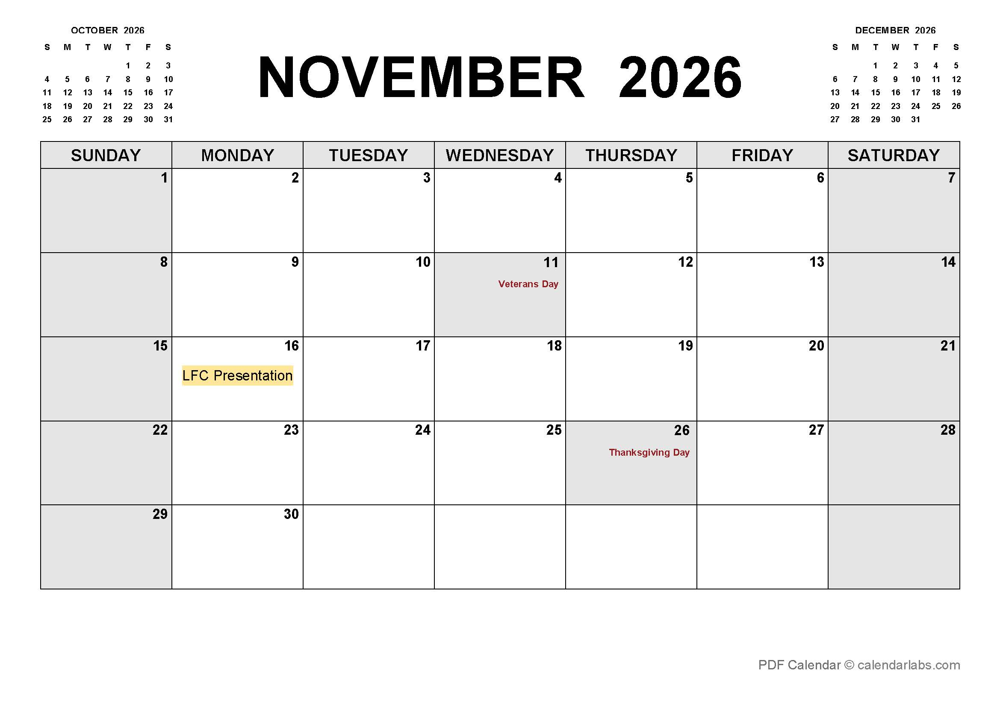 OCTOBER 2026
S M T W T F S
1 2 3
4 5 6 7 8 9 10
11 12 13 14 15 16 17
18 19 20 21 22 23 24
25 26 27 28 29 30 31
NOVEMBER 2026
DECEMBER 2026
S M T W T F S
1 2 3 4 5
6 7 8 9 10 11 12
13 14 15 16 17 18 19
20 21 22 23 24 25 26
27 28 29 30 31
SUNDAY MONDAY TUESDAY WEDNESDAY THURSDAY FRIDAY SATURDAY
1 2 3 4 5 6 7
8 9 10 11 12 13 14
Veterans Day
15 16 17 18 19 20 21
LFC Presentation
22 23 24 25 26 27 28
Thanksgiving Day
29 30
PDF Calendar © calendarlabs.com